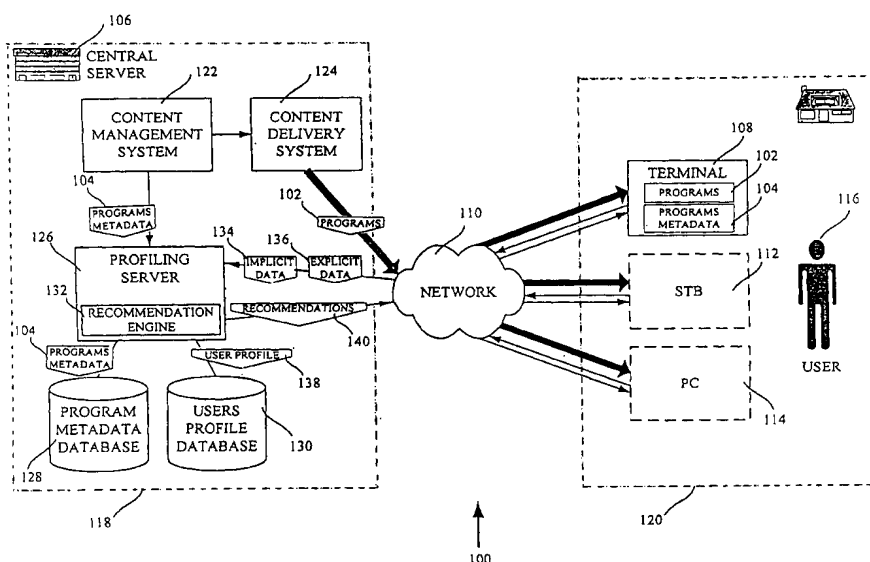 106
CENTRAL
SERVER
122
124
CONTENT
MANAGEMENT
SYSTEM
CONTENT
DELIVERY
SYSTEM
104
PROGRAMS
METADATA
102
PROGRAMS
126
134
136
IMPLICIT
DATA
EXPLICIT
DATA
PROFILING
SERVER
132
RECOMMENDATION
ENGINE
RECOMMENDATIONS
140
104
PROGRAMS
METADATA
USER PROFILE
138
PROGRAM
METADATA
DATABASE
128
USERS
PROFILE
DATABASE
130
118
110
NETWORK
100
108
TERMINAL
PROGRAMS
102
PROGRAMS
METADATA
104
116
112
STB
USER
PC
114
120